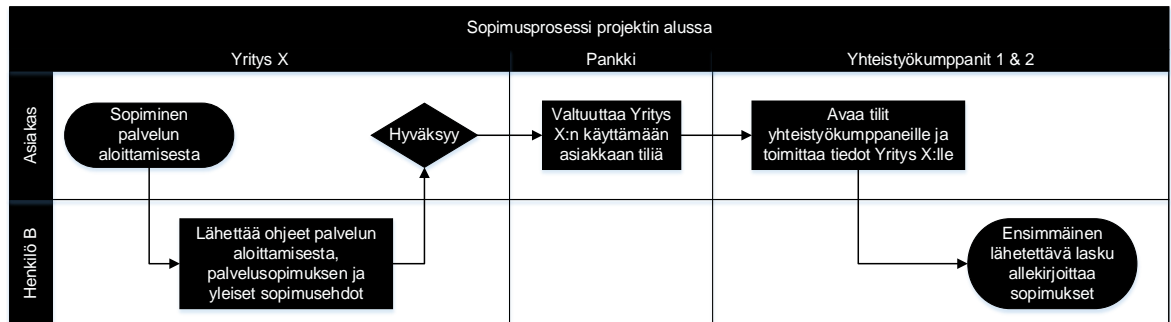 Sopimusprosessi projektin alussa
Yritys X
Pankki
Yhteistyökumppanit 1 & 2
Asiakas
Sopiminen
palvelun
aloittamisesta
Hyväksyy
Valtuuttaa Yritys
X:n käyttämään
asiakkaan tiliä
Avaa tilit
yhteistyökumppaneille ja
toimittaa tiedot Yritys X:lle
Henkilö B
Lähettää ohjeet palvelun
aloittamisesta,
palvelusopimuksen ja
yleiset sopimusehdot
Ensimmäinen
lähetettävä lasku
allekirjoittaa
sopimukset